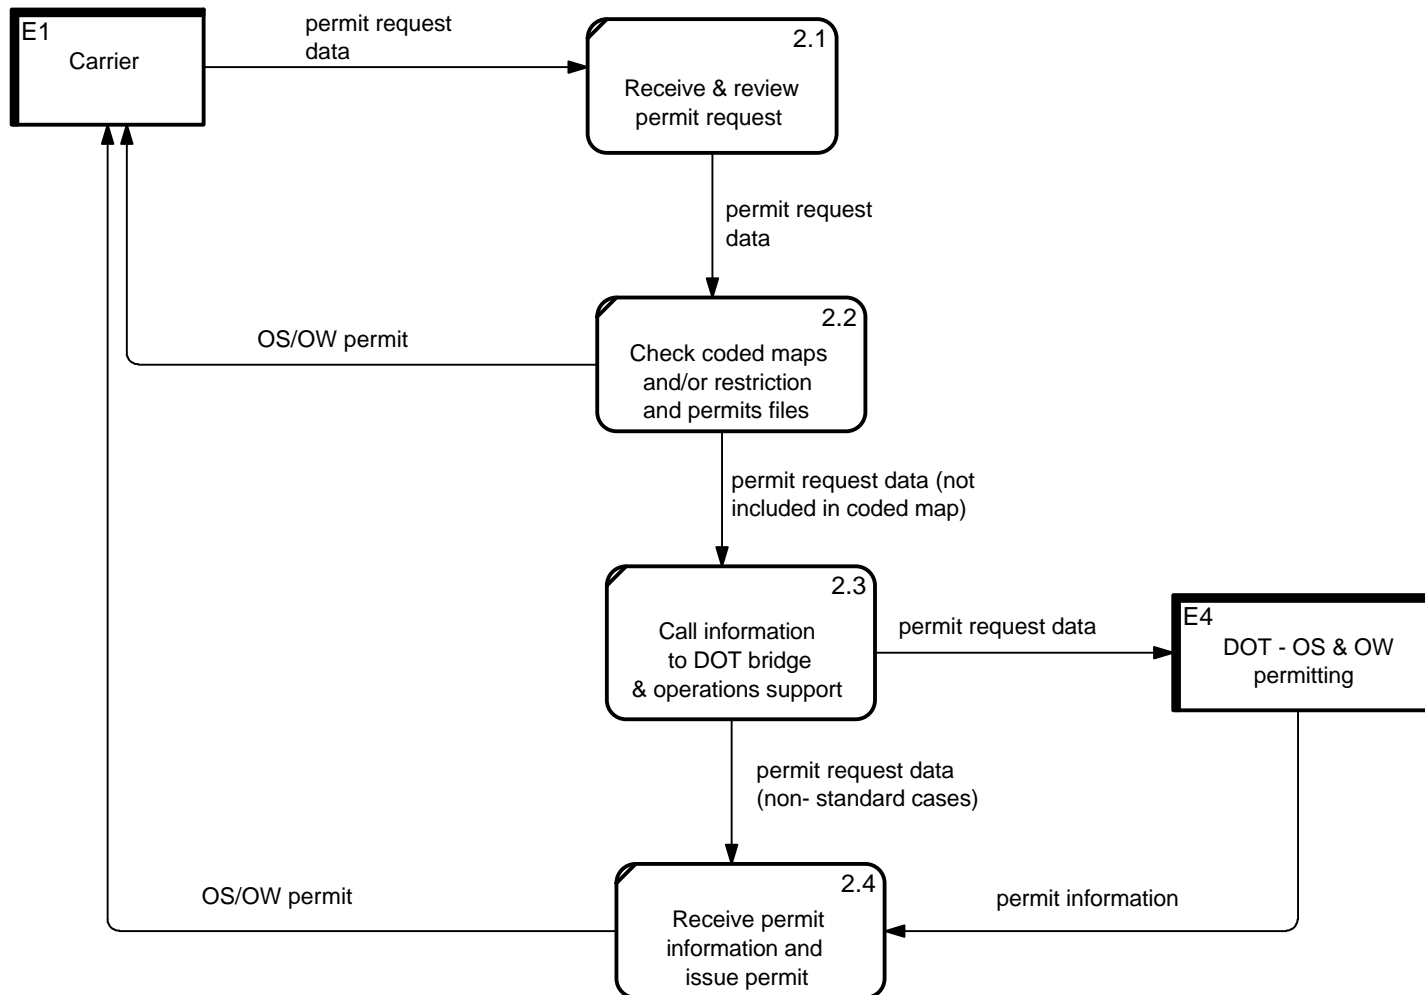 E1
Carrier
permit request
data
2.1
Receive & review
permit request
permit request
data
2.2
Check coded maps
and/or restriction
and permits files
OS/OW permit
permit request data (not
included in coded map)
2.3
Call information
to DOT bridge
& operations support
permit request data
E4
DOT - OS & OW
permitting
permit request data
(non- standard cases)
2.4
Receive permit
information and
issue permit
OS/OW permit
permit information